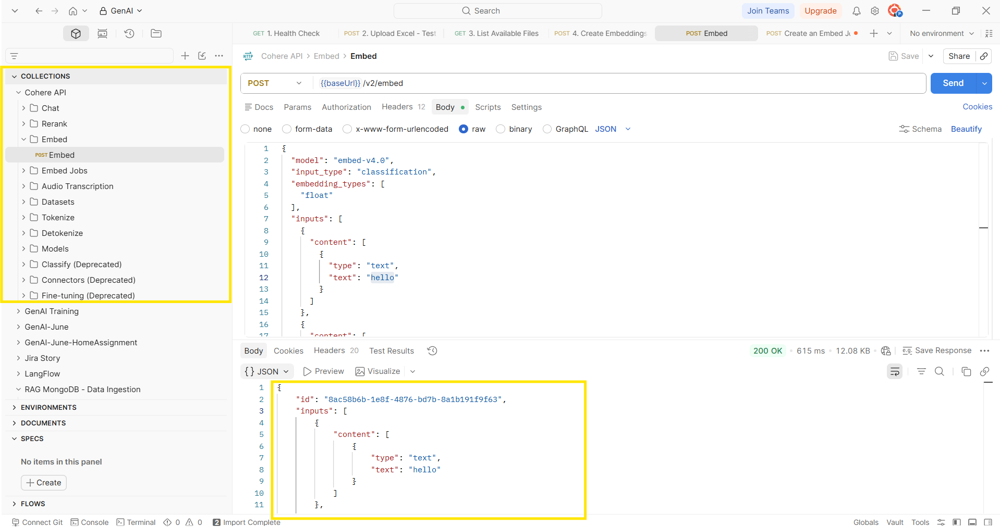 GenAI
Search
Join Teams
Upgrade
GET 1. Health Check
POST 2. Upload Excel - Test
GET 3. List Available Files
POST 4. Create Embeddings
POST Embed
POST Create an Embed Jo
No environment
HTTP
Cohere API > Embed > Embed
Save
Share
COLLECTIONS
Cohere API
Chat
Rerank
Embed
POST Embed
Embed Jobs
Audio Transcription
Datasets
Tokenize
Detokenize
Models
Classify (Deprecated)
Connectors (Deprecated)
Fine-tuning (Deprecated)
GenAI Training
GenAI-June
GenAI-June-HomeAssignment
Jira Story
LangFlow
RAG MongoDB - Data Ingestion
ENVIRONMENTS
DOCUMENTS
SPECS
No items in this panel
+ Create
FLOWS
POST {{baseUrl}} /v2/embed
Send
Docs Params Authorization Headers 12 Body Scripts Settings
Cookies
none form-data x-www-form-urlencoded raw binary GraphQL JSON
Schema Beautify
1 {
2 "model": "embed-v4.0",
3 "input_type": "classification",
4 "embedding_types": [
5 "float"
6 ],
7 "inputs": [
8 {
9 "content": [
10 {
11 "type": "text",
12 "text": "hello"
13 }
14 ]
15 },
16 {
17 "content": [
Body Cookies Headers 20 Test Results
200 OK • 615 ms • 12.08 KB • e.g. Save Response
{} JSON Preview Visualize
1 {
2 "id": "8ac58b6b-1e8f-4876-bd7b-8a1b191f9f63",
3 "inputs": [
4 {
5 "content": [
6 {
7 "type": "text",
8 "text": "hello"
9 }
10 ]
11 },
Connect Git Console Terminal 0 0 2 Import Complete
Globals Vault Tools